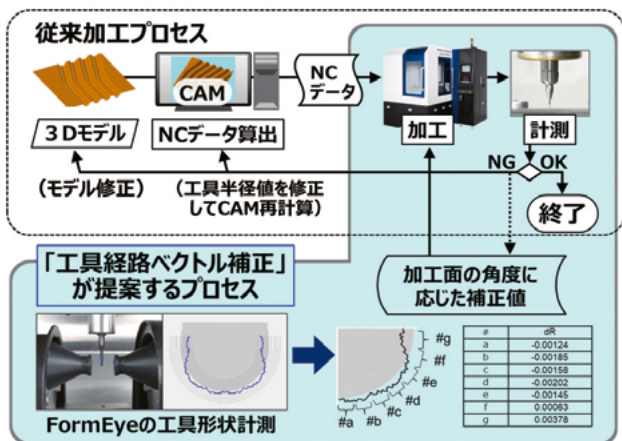 従来加工プロセス
CAM
NC
データ
3Dモデル
NCデータ算出
加工
計測
NG
OK
(モデル修正)
(工具半径値を修正
してCAM再計算)
終了
「工具経路ベクトル補正」
が提案するプロセス
加工面の角度に
応じた補正値
#g
#f
#e
#d
#c
#b
#a
FormEyeの工具形状計測
# dR
a -0.00124
b -0.00185
c -0.00158
d -0.00202
e -0.00145
f 0.00063
g 0.00378